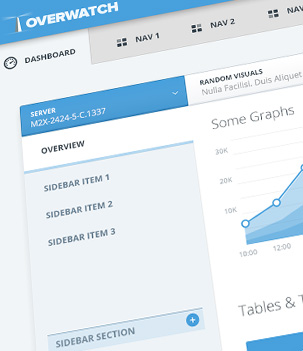 OVERWATCH
DASHBOARD
NAV 1
NAV 2
SERVER
M2X-2424-5-C.1337
RANDOM VISUALS
Nulla Facilisi, Duis Aliquet
OVERVIEW
Some Graphs
SIDEBAR ITEM 1
SIDEBAR ITEM 2
SIDEBAR ITEM 3
30K
20K
10K
10:00
12:00
SIDEBAR SECTION
Tables &